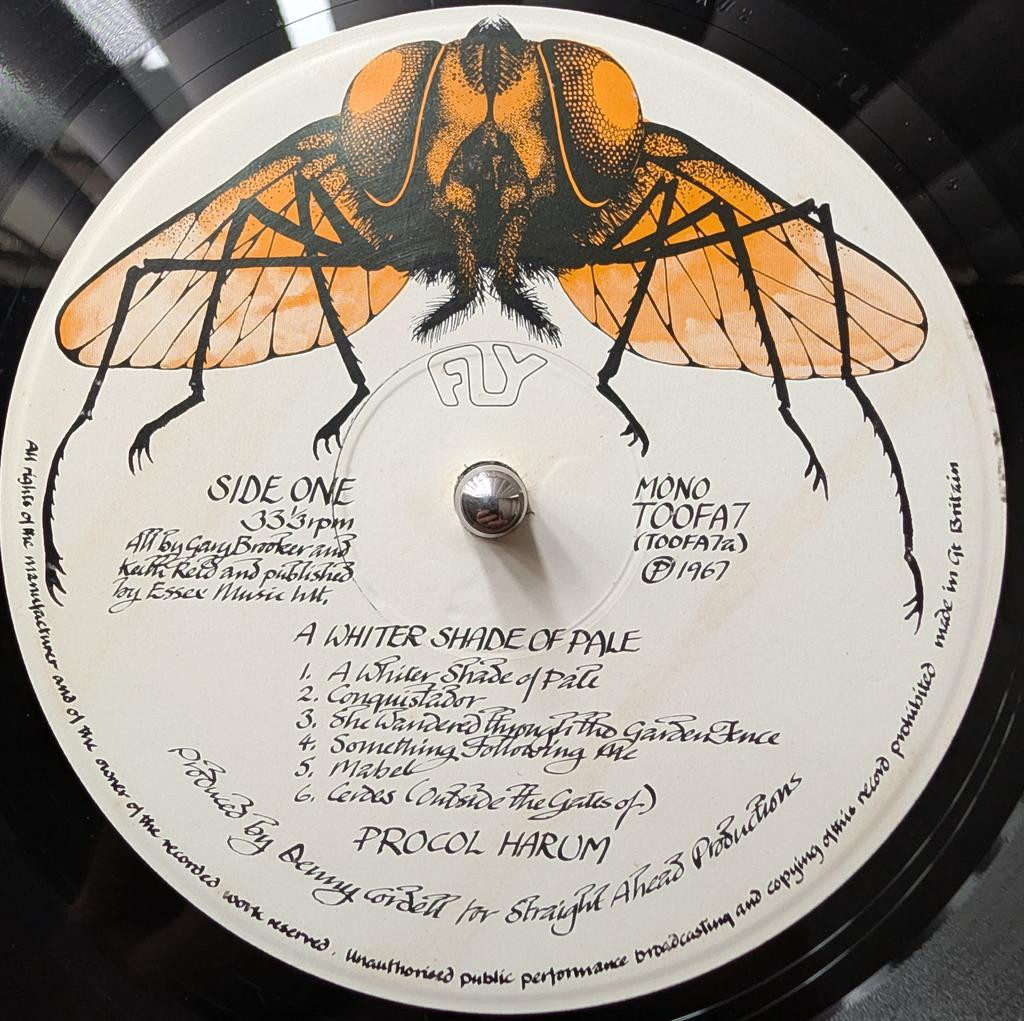 FLY
SIDE ONE
33⅓rpm
All by Gary Brooker and
Keith Reid and published
by Essex Music Int.
MONO
TOOFA7
(TOOFA7a)
Ⓟ 1967
A WHITER SHADE OF PALE
1. A Whiter Shade of Pale
2. Conquistador
3. She Wandered through the Garden Fence
4. Something Following Me
5. Mabel
6. Cerdes (Outside The Gates of)
PROCOL HARUM
Produced by Denny Cordell for Straight Ahead Productions
All rights of the manufacturer and of the owner of the recorded work reserved. Unauthorised public performance broadcasting and copying of this record prohibited made in Gt Britain